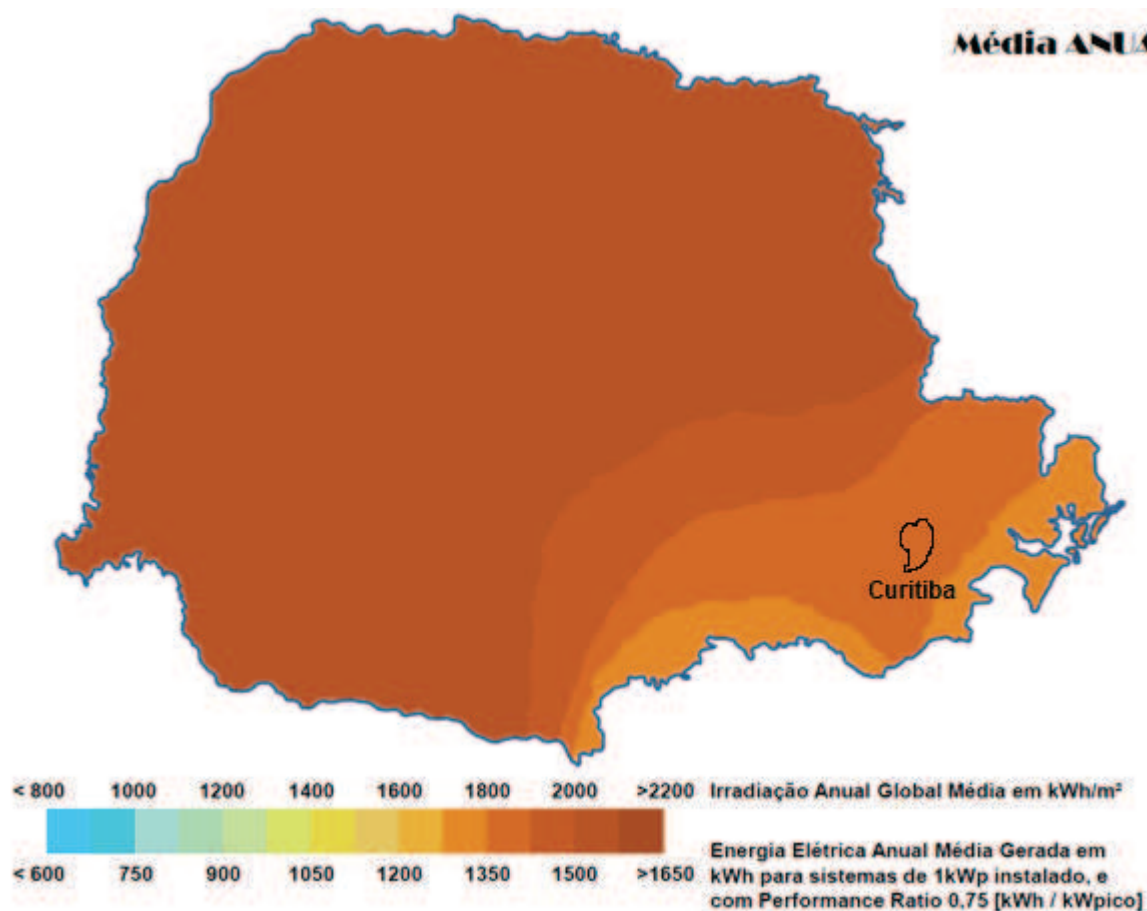 Média ANUA
Curitiba
< 800 1000 1200 1400 1600 1800 2000 >2200 Irradiação Anual Global Média em kWh/m²
Energia Elétrica Anual Média Gerada em
< 600 750 900 1050 1200 1350 1500 >1650 kWh para sistemas de 1kWp instalado, e
com Performance Ratio 0,75 [kWh / kWpico]